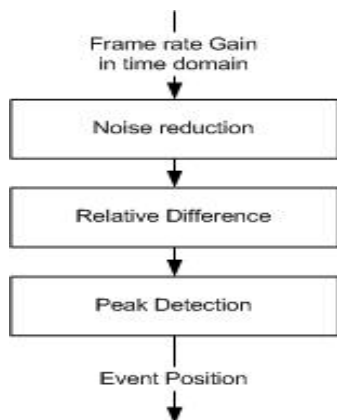 Frame rate Gain
in time domain
Noise reduction
Relative Difference
Peak Detection
Event Position